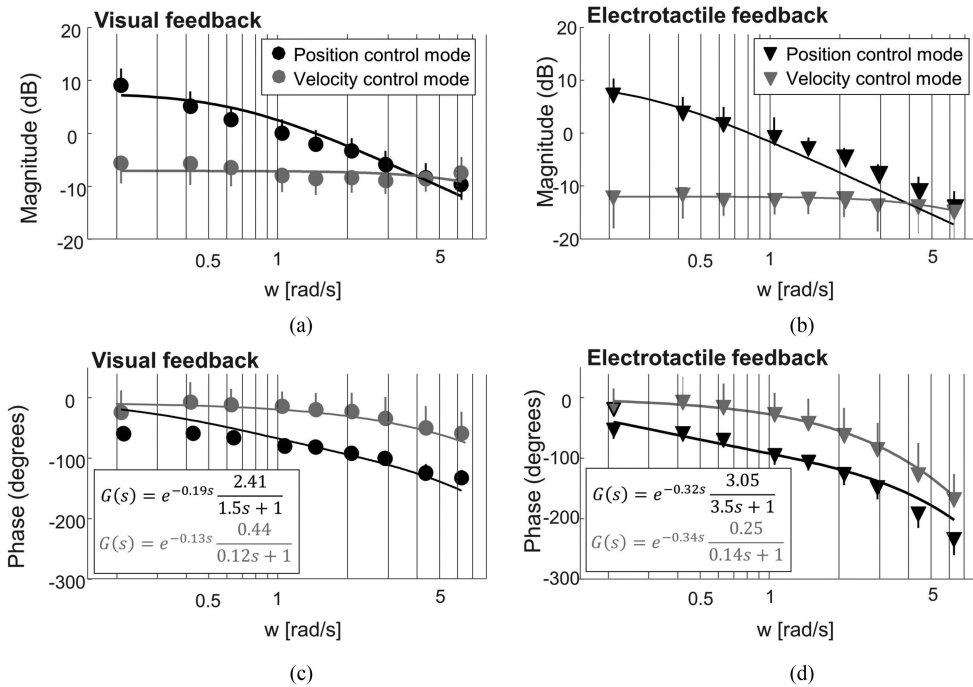 Visual feedback
20
10
0
-10
-20
Magnitude (dB)
Position control mode
Velocity control mode
0.5
1
5
w [rad/s]
(a)
Electrotactile feedback
20
10
0
-10
-20
Magnitude (dB)
Position control mode
Velocity control mode
0.5
1
5
w [rad/s]
(b)
Visual feedback
0
-100
-200
-300
Phase (degrees)
G(s) = e^{-0.19s} 2.41 / 1.5s + 1
G(s) = e^{-0.13s} 0.44 / 0.12s + 1
0.5
1
5
w [rad/s]
(c)
Electrotactile feedback
0
-100
-200
-300
Phase (degrees)
G(s) = e^{-0.32s} 3.05 / 3.5s + 1
G(s) = e^{-0.34s} 0.25 / 0.14s + 1
0.5
1
5
w [rad/s]
(d)